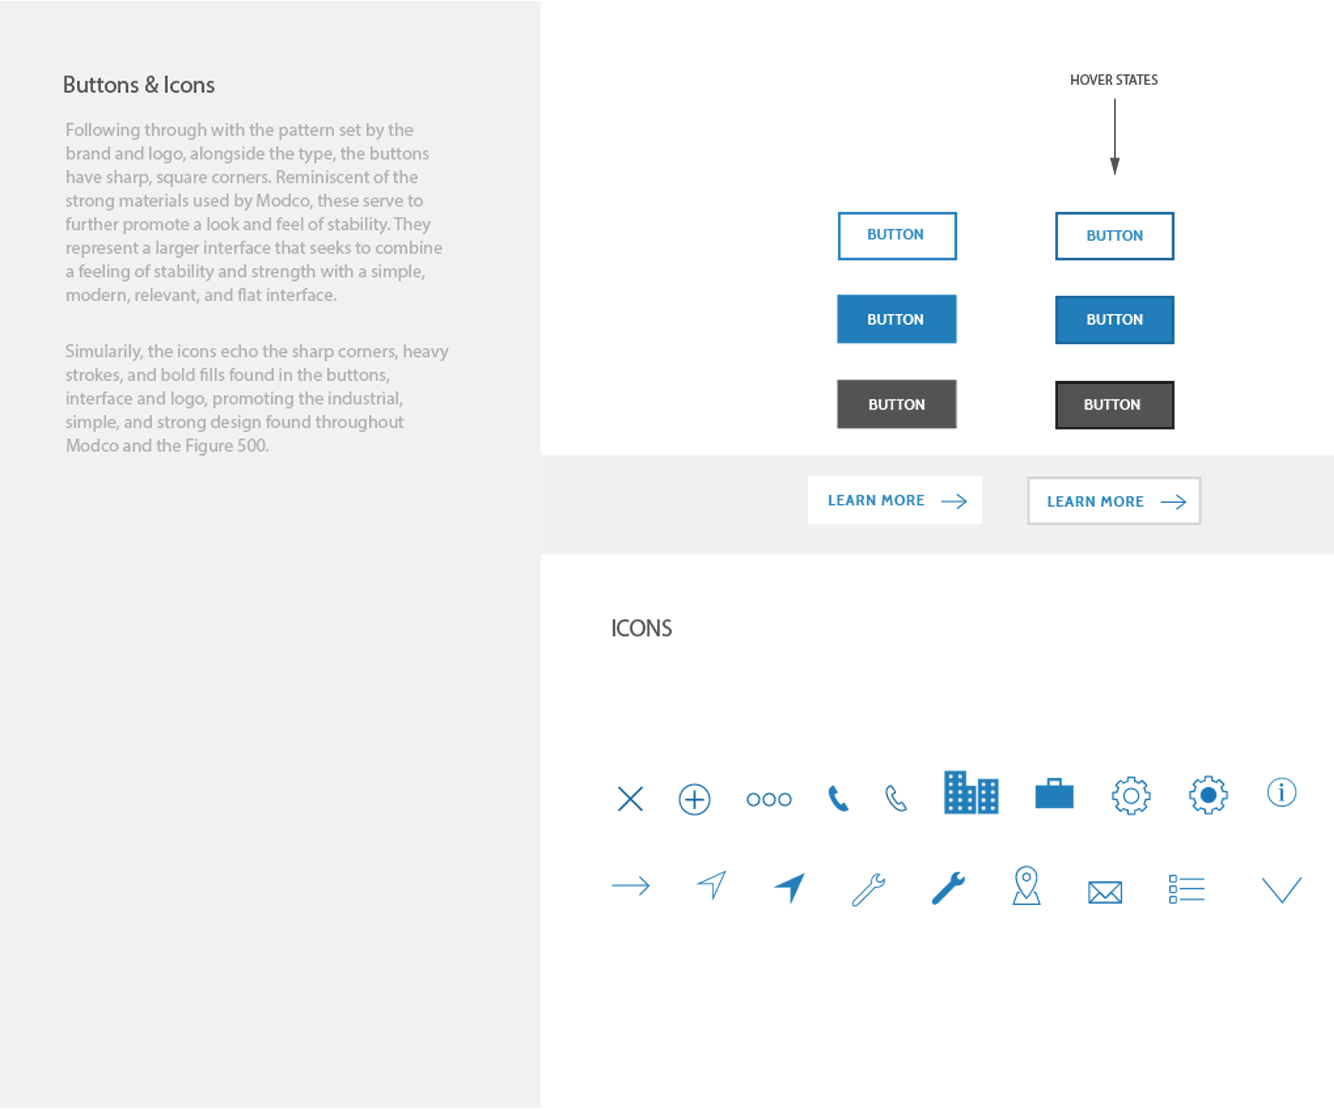 Buttons & Icons
Following through with the pattern set by the
brand and logo, alongside the type, the buttons
have sharp, square corners. Reminiscent of the
strong materials used by Modco, these serve to
further promote a look and feel of stability. They
represent a larger interface that seeks to combine
a feeling of stability and strength with a simple,
modern, relevant, and flat interface.
Simularily, the icons echo the sharp corners, heavy
strokes, and bold fills found in the buttons,
interface and logo, promoting the industrial,
simple, and strong design found throughout
Modco and the Figure 500.
HOVER STATES
BUTTON
BUTTON
BUTTON
BUTTON
BUTTON
BUTTON
LEARN MORE
LEARN MORE
ICONS